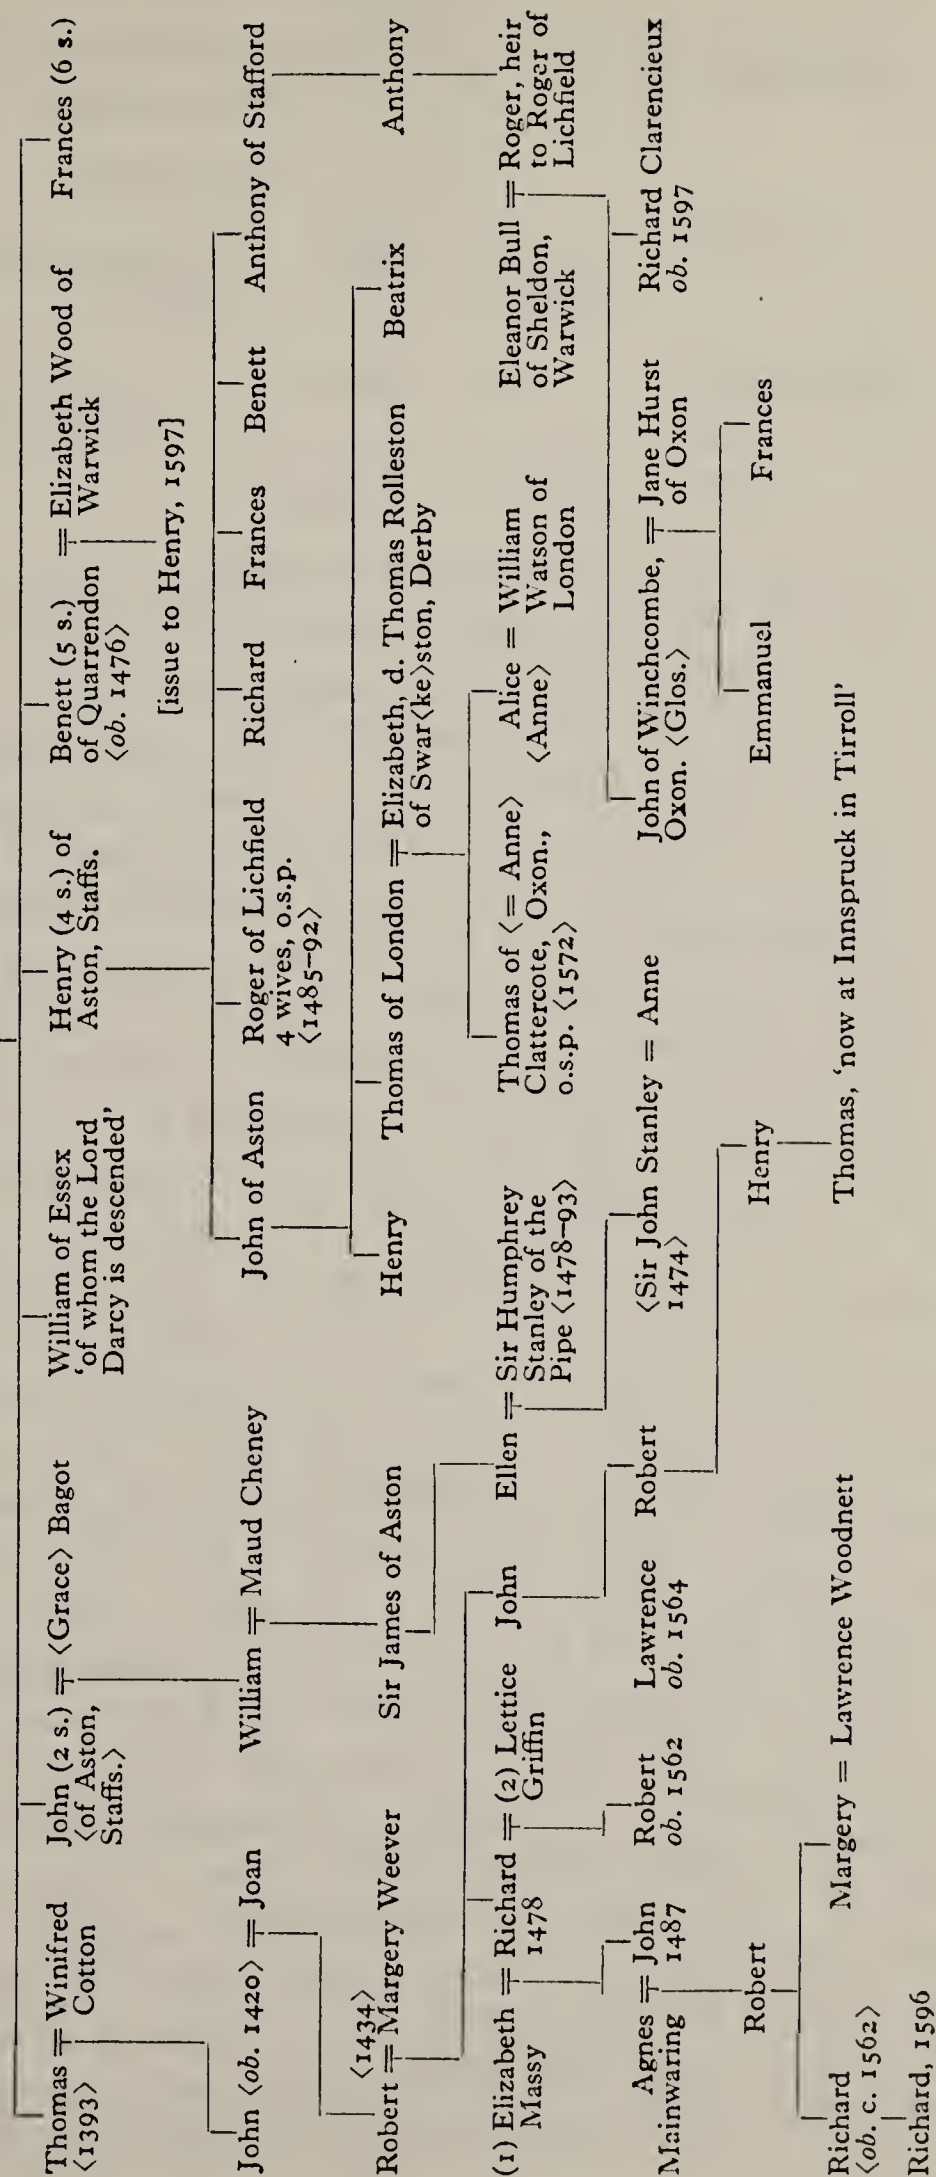 Thomas = Winifred
<1393> Cotton
John (2 s.) = <Grace> Bagot
<of Aston,
Staffs.>
William of Essex
‘of whom the Lord
Darcy is descended’
Henry (4 s.) of
Aston, Staffs.
Benett (5 s.) = Elizabeth Wood of
of Quarrendon Warwick
<ob. 1476>
[issue to Henry, 1597]
Frances (6 s.)
John <ob. 1420> = Joan
William = Maud Cheney
John of Aston
Roger of Lichfield
4 wives, o.s.p.
<1485–92>
Richard
Frances
Benett
Anthony of Stafford
<1434>
Robert = Margery Weever
Sir James of Aston
Henry
Thomas of London = Elizabeth, d. Thomas Rolleston
of Swar<ke>ston, Derby
Beatrix
Anthony
(1) Elizabeth = Richard = (2) Lettice
Massy 1478 Griffin
John
Ellen = Sir Humphrey
Stanley of the
Pipe <1478–93>
Thomas of <= Anne>
Clattercote, Oxon.,
o.s.p. <1572>
Alice = William
<Anne> Watson of
London
Eleanor Bull = Roger, heir
of Sheldon, to Roger of
Warwick Lichfield
Agnes = John
Mainwaring 1487
Robert
ob. 1562
Lawrence
ob. 1564
Robert
<Sir John Stanley = Anne
1474>
John of Winchcombe, = Jane Hurst
Oxon. <Glos.> of Oxon
Richard Clarencieux
ob. 1597
Robert
Henry
Emmanuel
Frances
Richard
<ob. c. 1562>
Margery = Lawrence Woodnett
Thomas, ‘now at Innspruck in Tirroll’
Richard, 1596